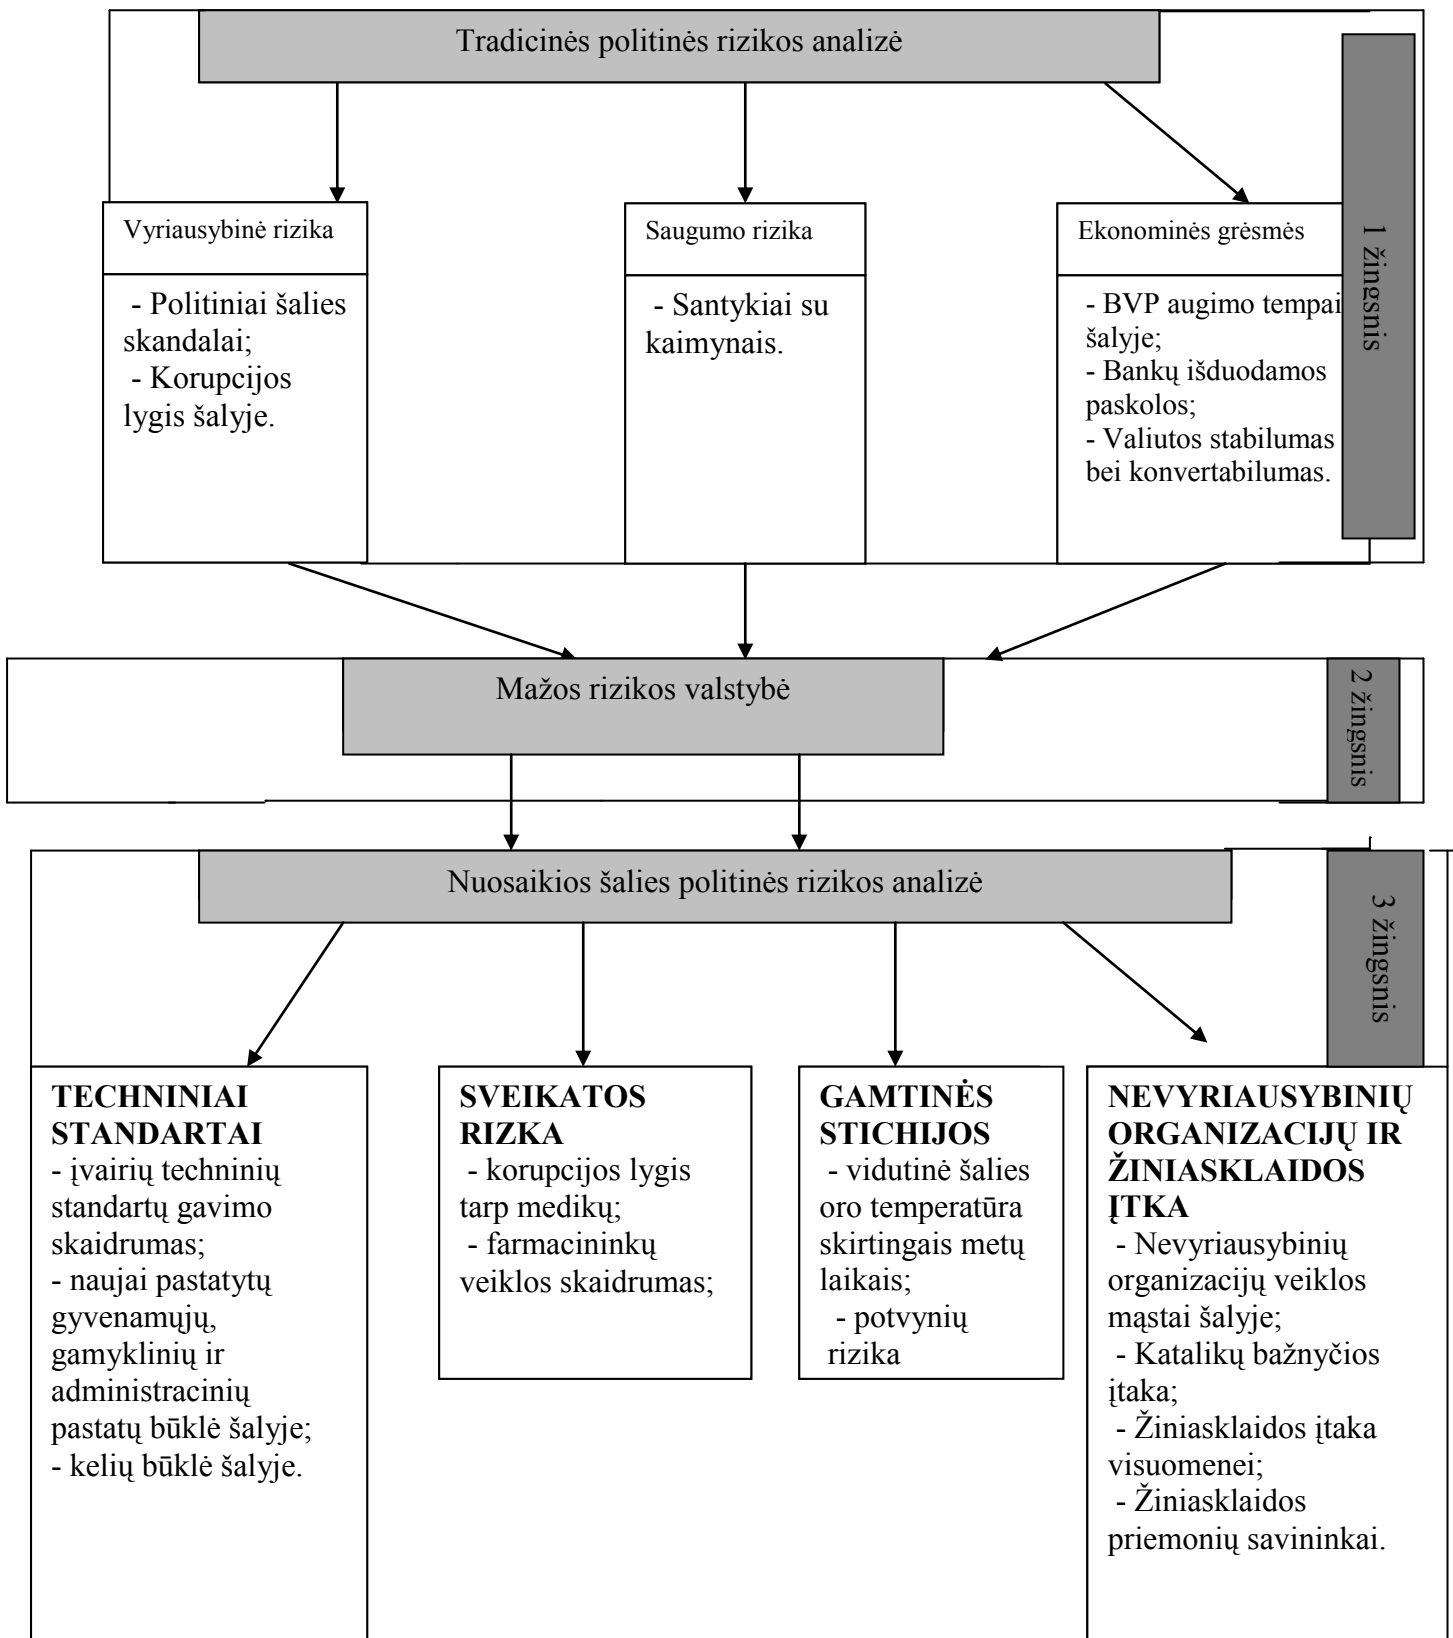 Tradicinės politinės rizikos analizė
1 žingsnis
Vyriausybinė rizika
- Politiniai šalies
skandalai;
- Korupcijos
lygis šalyje.
Saugumo rizika
- Santykiai su
kaimynais.
Ekonominės grėsmės
- BVP augimo tempai
šalyje;
- Bankų išduodamos
paskolos;
- Valiutos stabilumas
bei konvertabilumas.
Mažos rizikos valstybė
2 žingsnis
Nuosaikios šalies politinės rizikos analizė
3 žingsnis
TECHNINIAI
STANDARTAI
- įvairių techninių
standartų gavimo
skaidrumas;
- naujai pastatytų
gyvenamųjų,
gamyklinių ir
administracinių
pastatų būklė šalyje;
- kelių būklė šalyje.
SVEIKATOS
RIZKA
- korupcijos lygis
tarp medikų;
- farmacininkų
veiklos skaidrumas;
GAMTINĖS
STICHIJOS
- vidutinė šalies
oro temperatūra
skirtingais metų
laikais;
- potvynių
rizika
NEVYRIAUSYBINIŲ
ORGANIZACIJŲ IR
ŽINIASKLAIDOS
ĮTKA
- Nevyriausybinių
organizacijų veiklos
mąstai šalyje;
- Katalikų bažnyčios
įtaka;
- Žiniasklaidos įtaka
visuomenei;
- Žiniasklaidos
priemonių savininkai.